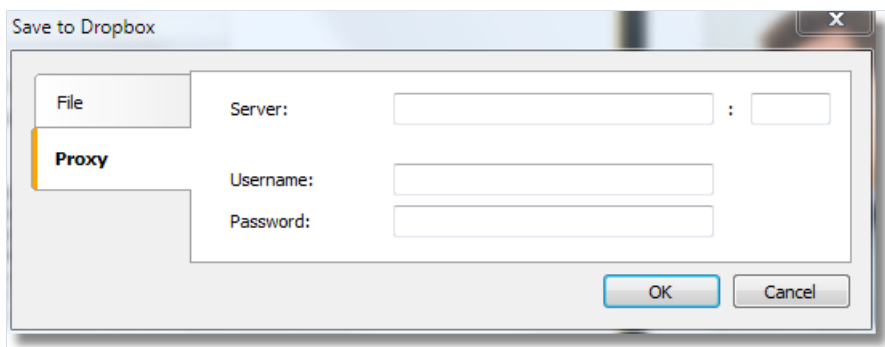 Save to Dropbox
X
File
Proxy
Server:
:
Username:
Password:
OK
Cancel